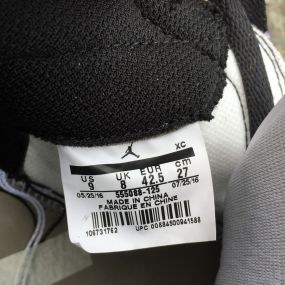 XC
US UK EUR cm
9 8 42.5 27
05/25/16 07/25/16
555088-125
MADE IN CHINA
FABRIQUE EN CHINE
106731762 UPC 00884500941588